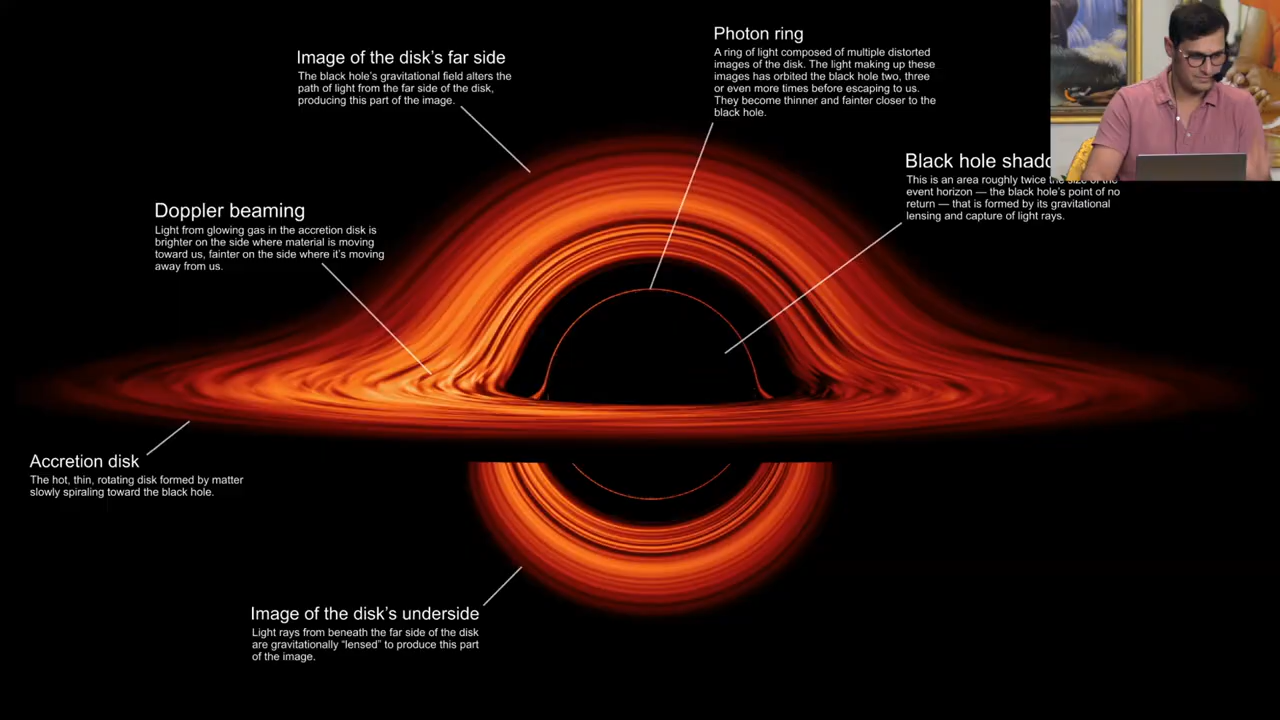 Photon ring
A ring of light composed of multiple distorted
images of the disk. The light making up these
images has orbited the black hole two, three
or even more times before escaping to us.
They become thinner and fainter closer to the
black hole.
Image of the disk's far side
The black hole's gravitational field alters the
path of light from the far side of the disk,
producing this part of the image.
Black hole
This is an area roughly twice the size of the
event horizon — the black hole's point of no
return — that is formed by its gravitational
lensing and capture of light rays.
Doppler beaming
Light from glowing gas in the accretion disk is
brighter on the side where material is moving
toward us, fainter on the side where it's moving
away from us.
Accretion disk
The hot, thin, rotating disk formed by matter
slowly spiraling toward the black hole.
Image of the disk's underside
Light rays from beneath the far side of the disk
are gravitationally “lensed” to produce this part
of the image.